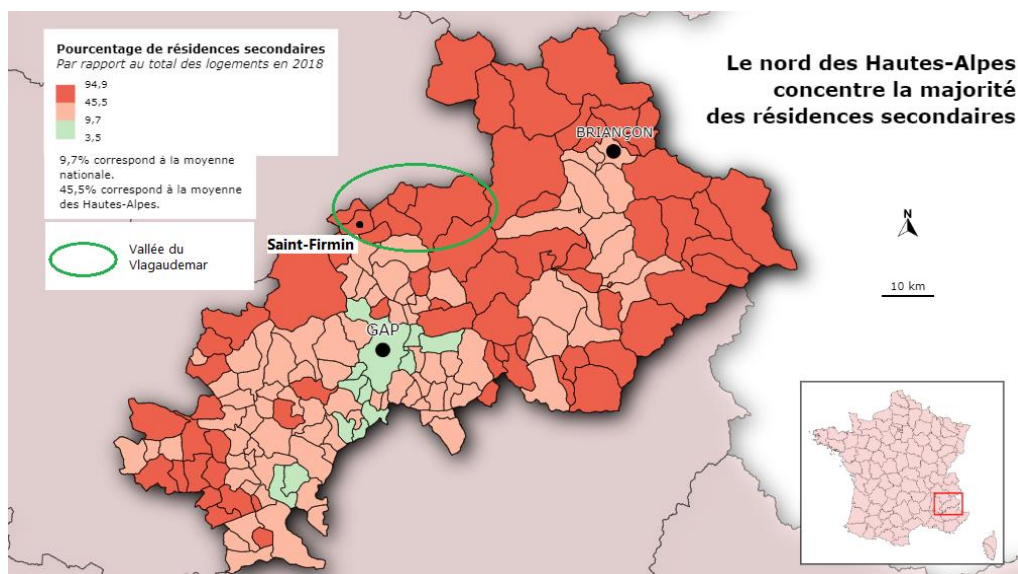 Pourcentage de résidences secondaires
Par rapport au total des logements en 2018
94,9
45,5
9,7
3,5
9,7% correspond à la moyenne
nationale.
45,5% correspond à la moyenne
des Hautes-Alpes.
Vallée du
Vlagaudemar
Le nord des Hautes-Alpes
concentre la majorité
des résidences secondaires
BRIANÇON
Saint-Firmin
GAP
N
10 km